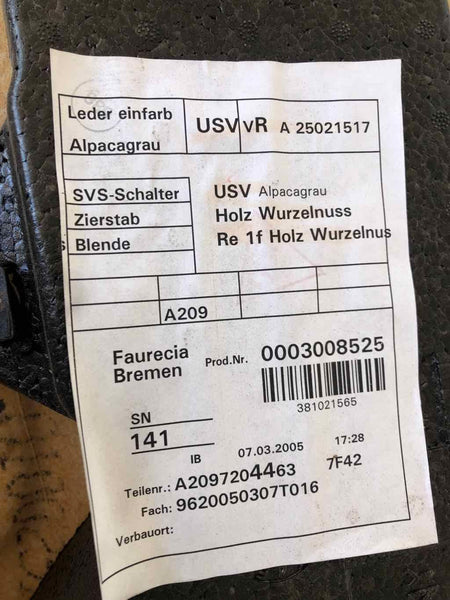 Leder einfarb
Alpacagrau
USV vR A 25021517
SVS-Schalter USV Alpacagrau
Zierstab Holz Wurzelnuss
Blende Re 1f Holz Wurzelnus
A209
Faurecia
Bremen
Prod.Nr. 0003008525
381021565
SN
141
IB 07.03.2005 17:28
Teilenr.: A2097204463 7F42
Fach: 9620050307T016
Verbauort: